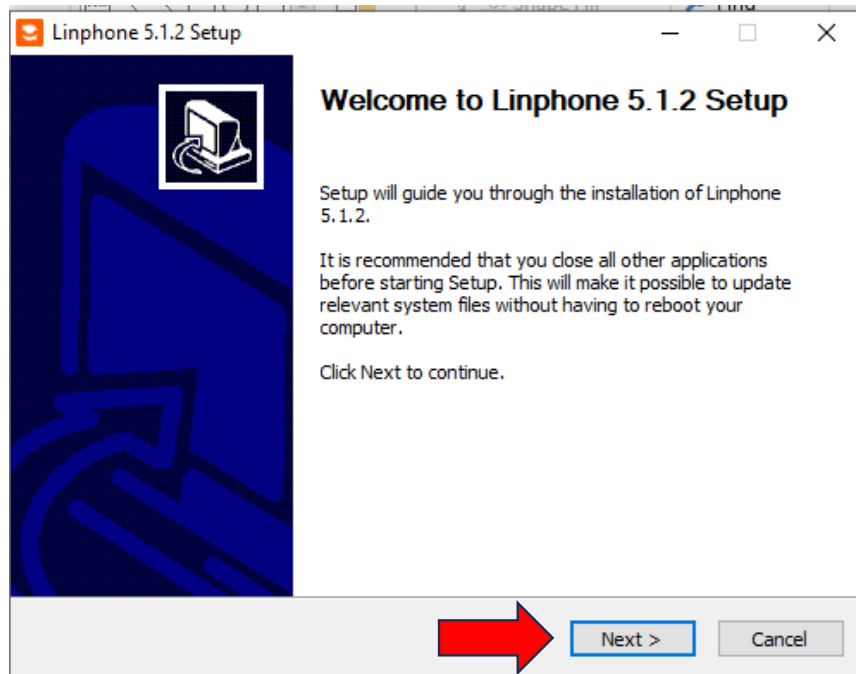 Linphone 5.1.2 Setup
Welcome to Linphone 5.1.2 Setup
Setup will guide you through the installation of Linphone
5.1.2.
It is recommended that you close all other applications
before starting Setup. This will make it possible to update
relevant system files without having to reboot your
computer.
Click Next to continue.
Next >
Cancel